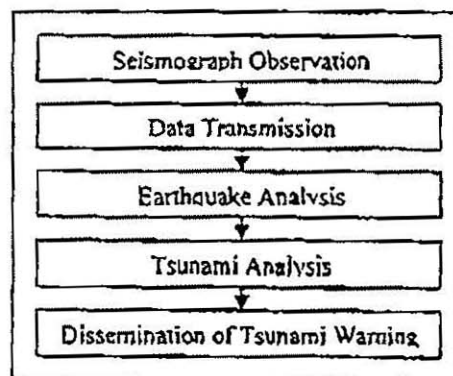 Seismograph Observation
Data Transmission
Earthquake Analysis
Tsunami Analysis
Dissemination of Tsunami Warning